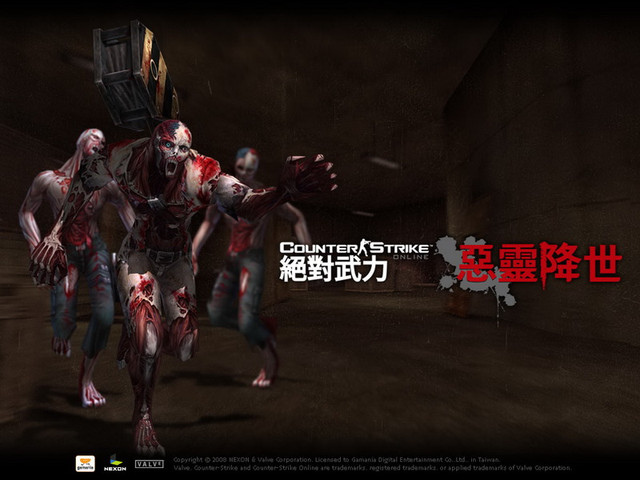 COUNTER STRIKE
ONLINE
絕對武力
惡靈降世
gamania NEXON VALVE
Copyright © 2009 NEXON & Valve Corporation. Licensed to Gamania Digital Entertainment Co. Ltd., in Taiwan.
Valve, Counter-Strike and Counter-Strike Online are trademarks, registered trademarks, or applied trademarks of Valve Corporation.